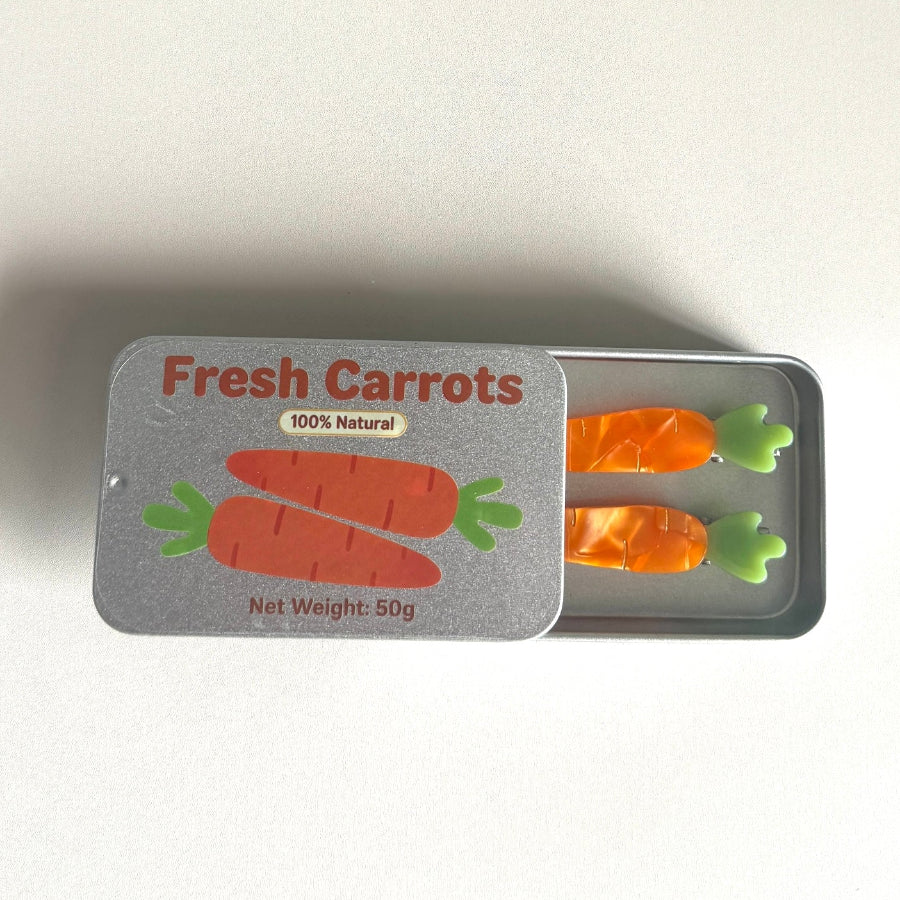 Fresh Carrots
100% Natural
Net Weight: 50g